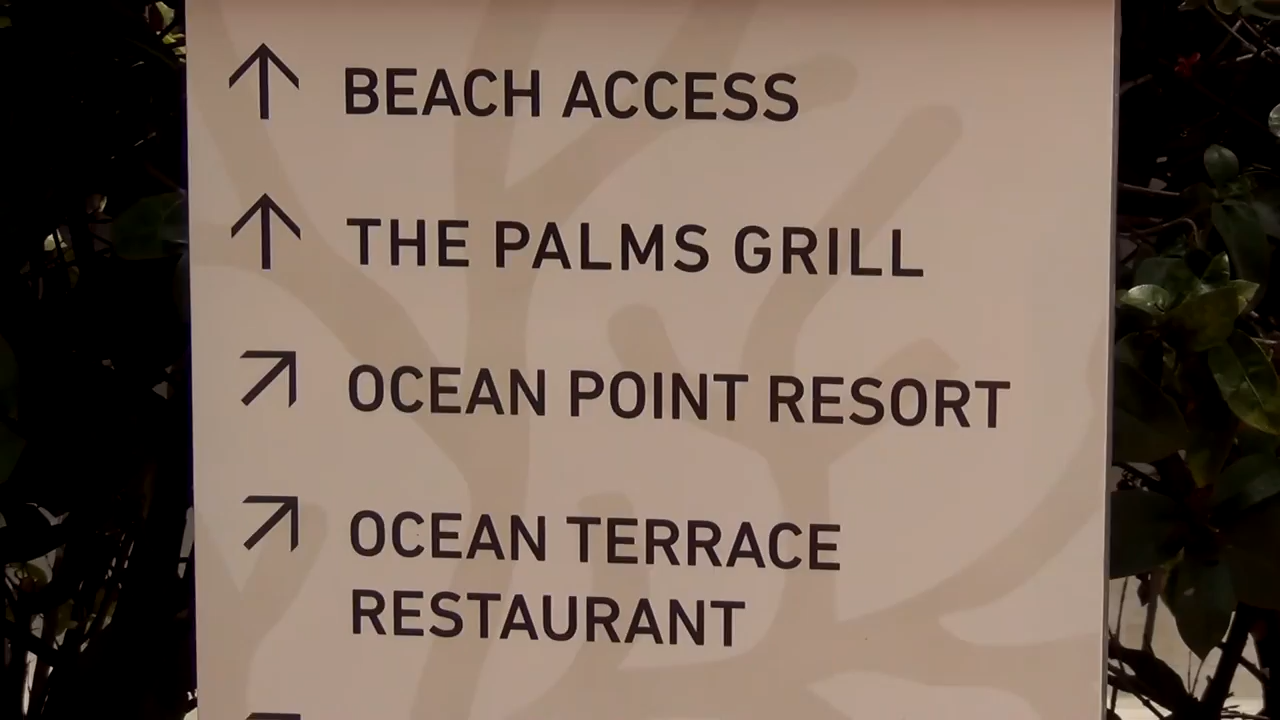 BEACH ACCESS
THE PALMS GRILL
OCEAN POINT RESORT
OCEAN TERRACE
RESTAURANT